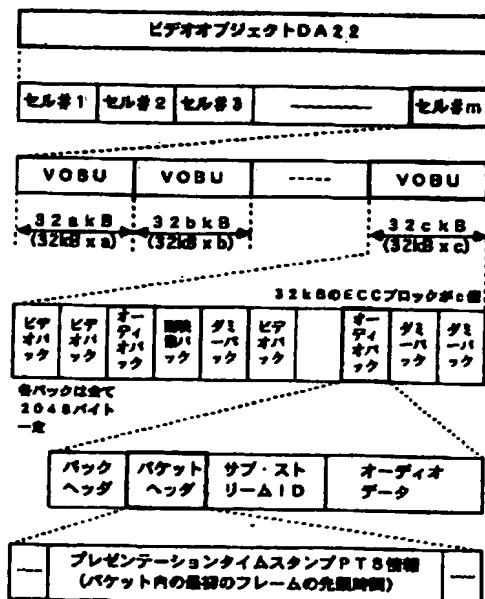 ビデオオブジェクトDA22
セル#1 セル#2 セル#3 セル#m
VOBU VOBU ----- VOBU
32akB 32bkB 32ckB
(32kB x a) (32kB x b) (32kB x c)
32kBのECCブロックがc個
ビデオパック ビデオパック オーディオパック 副映像パック ダミーパック ビデオパック オーディオパック ダミーパック ダミーパック
各パックは全て
2048バイト
一定
パックヘッダ パケットヘッダ サブ・ストリームID オーディオデータ
プレゼンテーションタイムスタンプPTS情報
(パケット内の最初のフレームの先頭時刻)